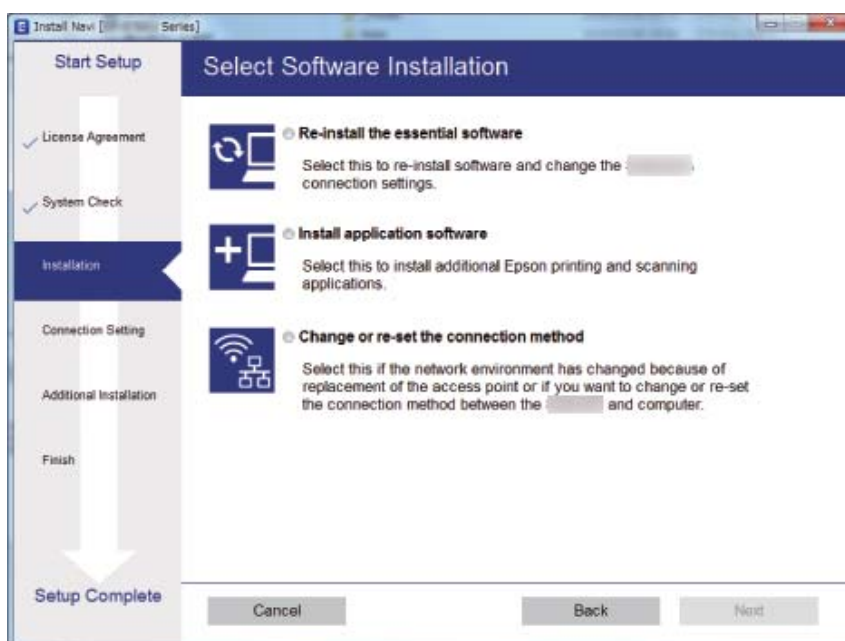 Install Navi [ Series]
Start Setup
License Agreement
System Check
Installation
Connection Setting
Additional Installation
Finish
Setup Complete
Select Software Installation
Re-install the essential software
Select this to re-install software and change the
connection settings.
Install application software
Select this to install additional Epson printing and scanning
applications.
Change or re-set the connection method
Select this if the network environment has changed because of
replacement of the access point or if you want to change or re-set
the connection method between the and computer.
Cancel
Back
Next